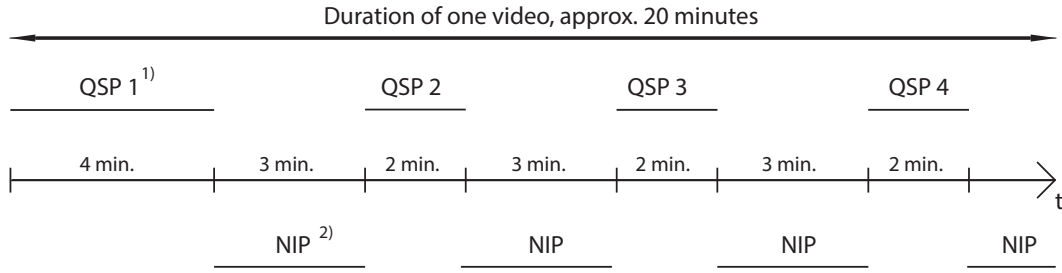 Duration of one video, approx. 20 minutes
QSP 1 1) QSP 2 QSP 3 QSP 4
4 min. 3 min. 2 min. 3 min. 2 min. 3 min. 2 min.
t
NIP 2) NIP NIP NIP